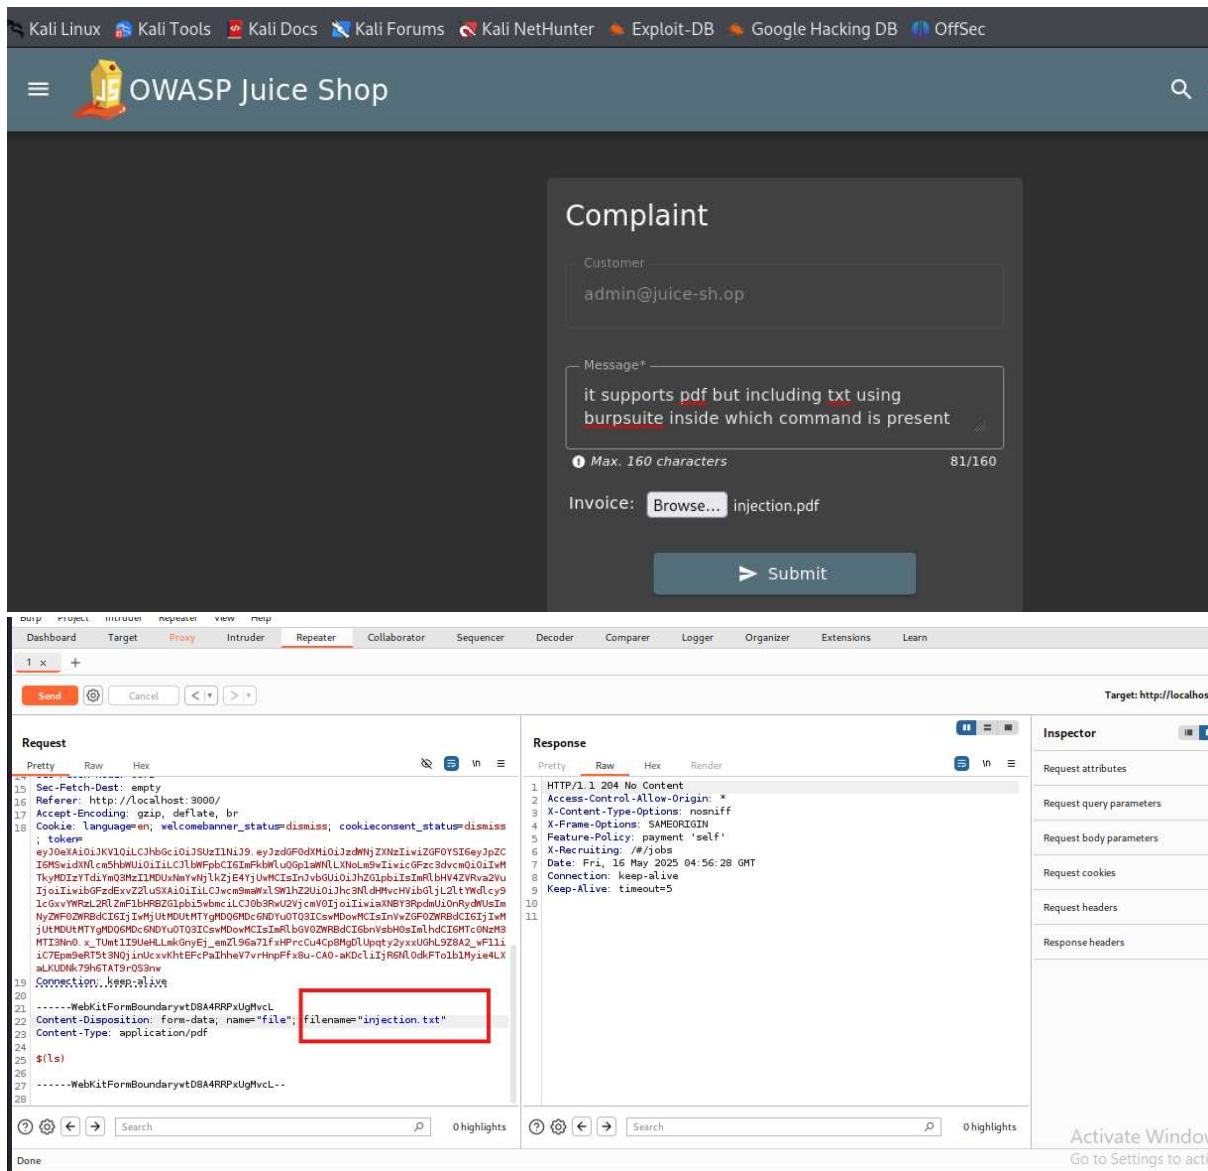 Kali Linux Kali Tools Kali Docs Kali Forums Kali NetHunter Exploit-DB Google Hacking DB OffSec
OWASP Juice Shop
Complaint
Customer
admin@juice-sh.op
Message*
it supports pdf but including txt using
burpsuite inside which command is present
Max. 160 characters 81/160
Invoice: Browse... injection.pdf
Submit
Burp Project Intruder Repeater View Help
Dashboard Target Proxy Intruder Repeater Collaborator Sequencer Decoder Comparer Logger Organizer Extensions Learn
1 × +
Send Cancel < >
Target: http://localhos
Request
Pretty Raw Hex
\n
15 Sec-Fetch-Dest: empty
16 Referer: http://localhost:3000/
17 Accept-Encoding: gzip, deflate, br
18 Cookie: language=en; welcomebanner_status=dismiss; cookieconsent_status=dismiss
; token=
19 Connection: keep-alive
20
21 ------WebKitFormBoundarywtD8A4RRPxUgMvcL
22 Content-Disposition: form-data; name="file"; filename="injection.txt"
23 Content-Type: application/pdf
24
25 $(ls)
26
27 ------WebKitFormBoundarywtD8A4RRPxUgMvcL--
28
Search 0 highlights
Response
Pretty Raw Hex Render
\n
1 HTTP/1.1 204 No Content
2 Access-Control-Allow-Origin: *
3 X-Content-Type-Options: nosniff
4 X-Frame-Options: SAMEORIGIN
5 Feature-Policy: payment 'self'
6 X-Recruiting: /#/jobs
7 Date: Fri, 16 May 2025 04:56:28 GMT
8 Connection: keep-alive
9 Keep-Alive: timeout=5
10
11
Search 0 highlights
Inspector
Request attributes
Request query parameters
Request body parameters
Request cookies
Request headers
Response headers
Activate Window
Go to Settings to acti
Done